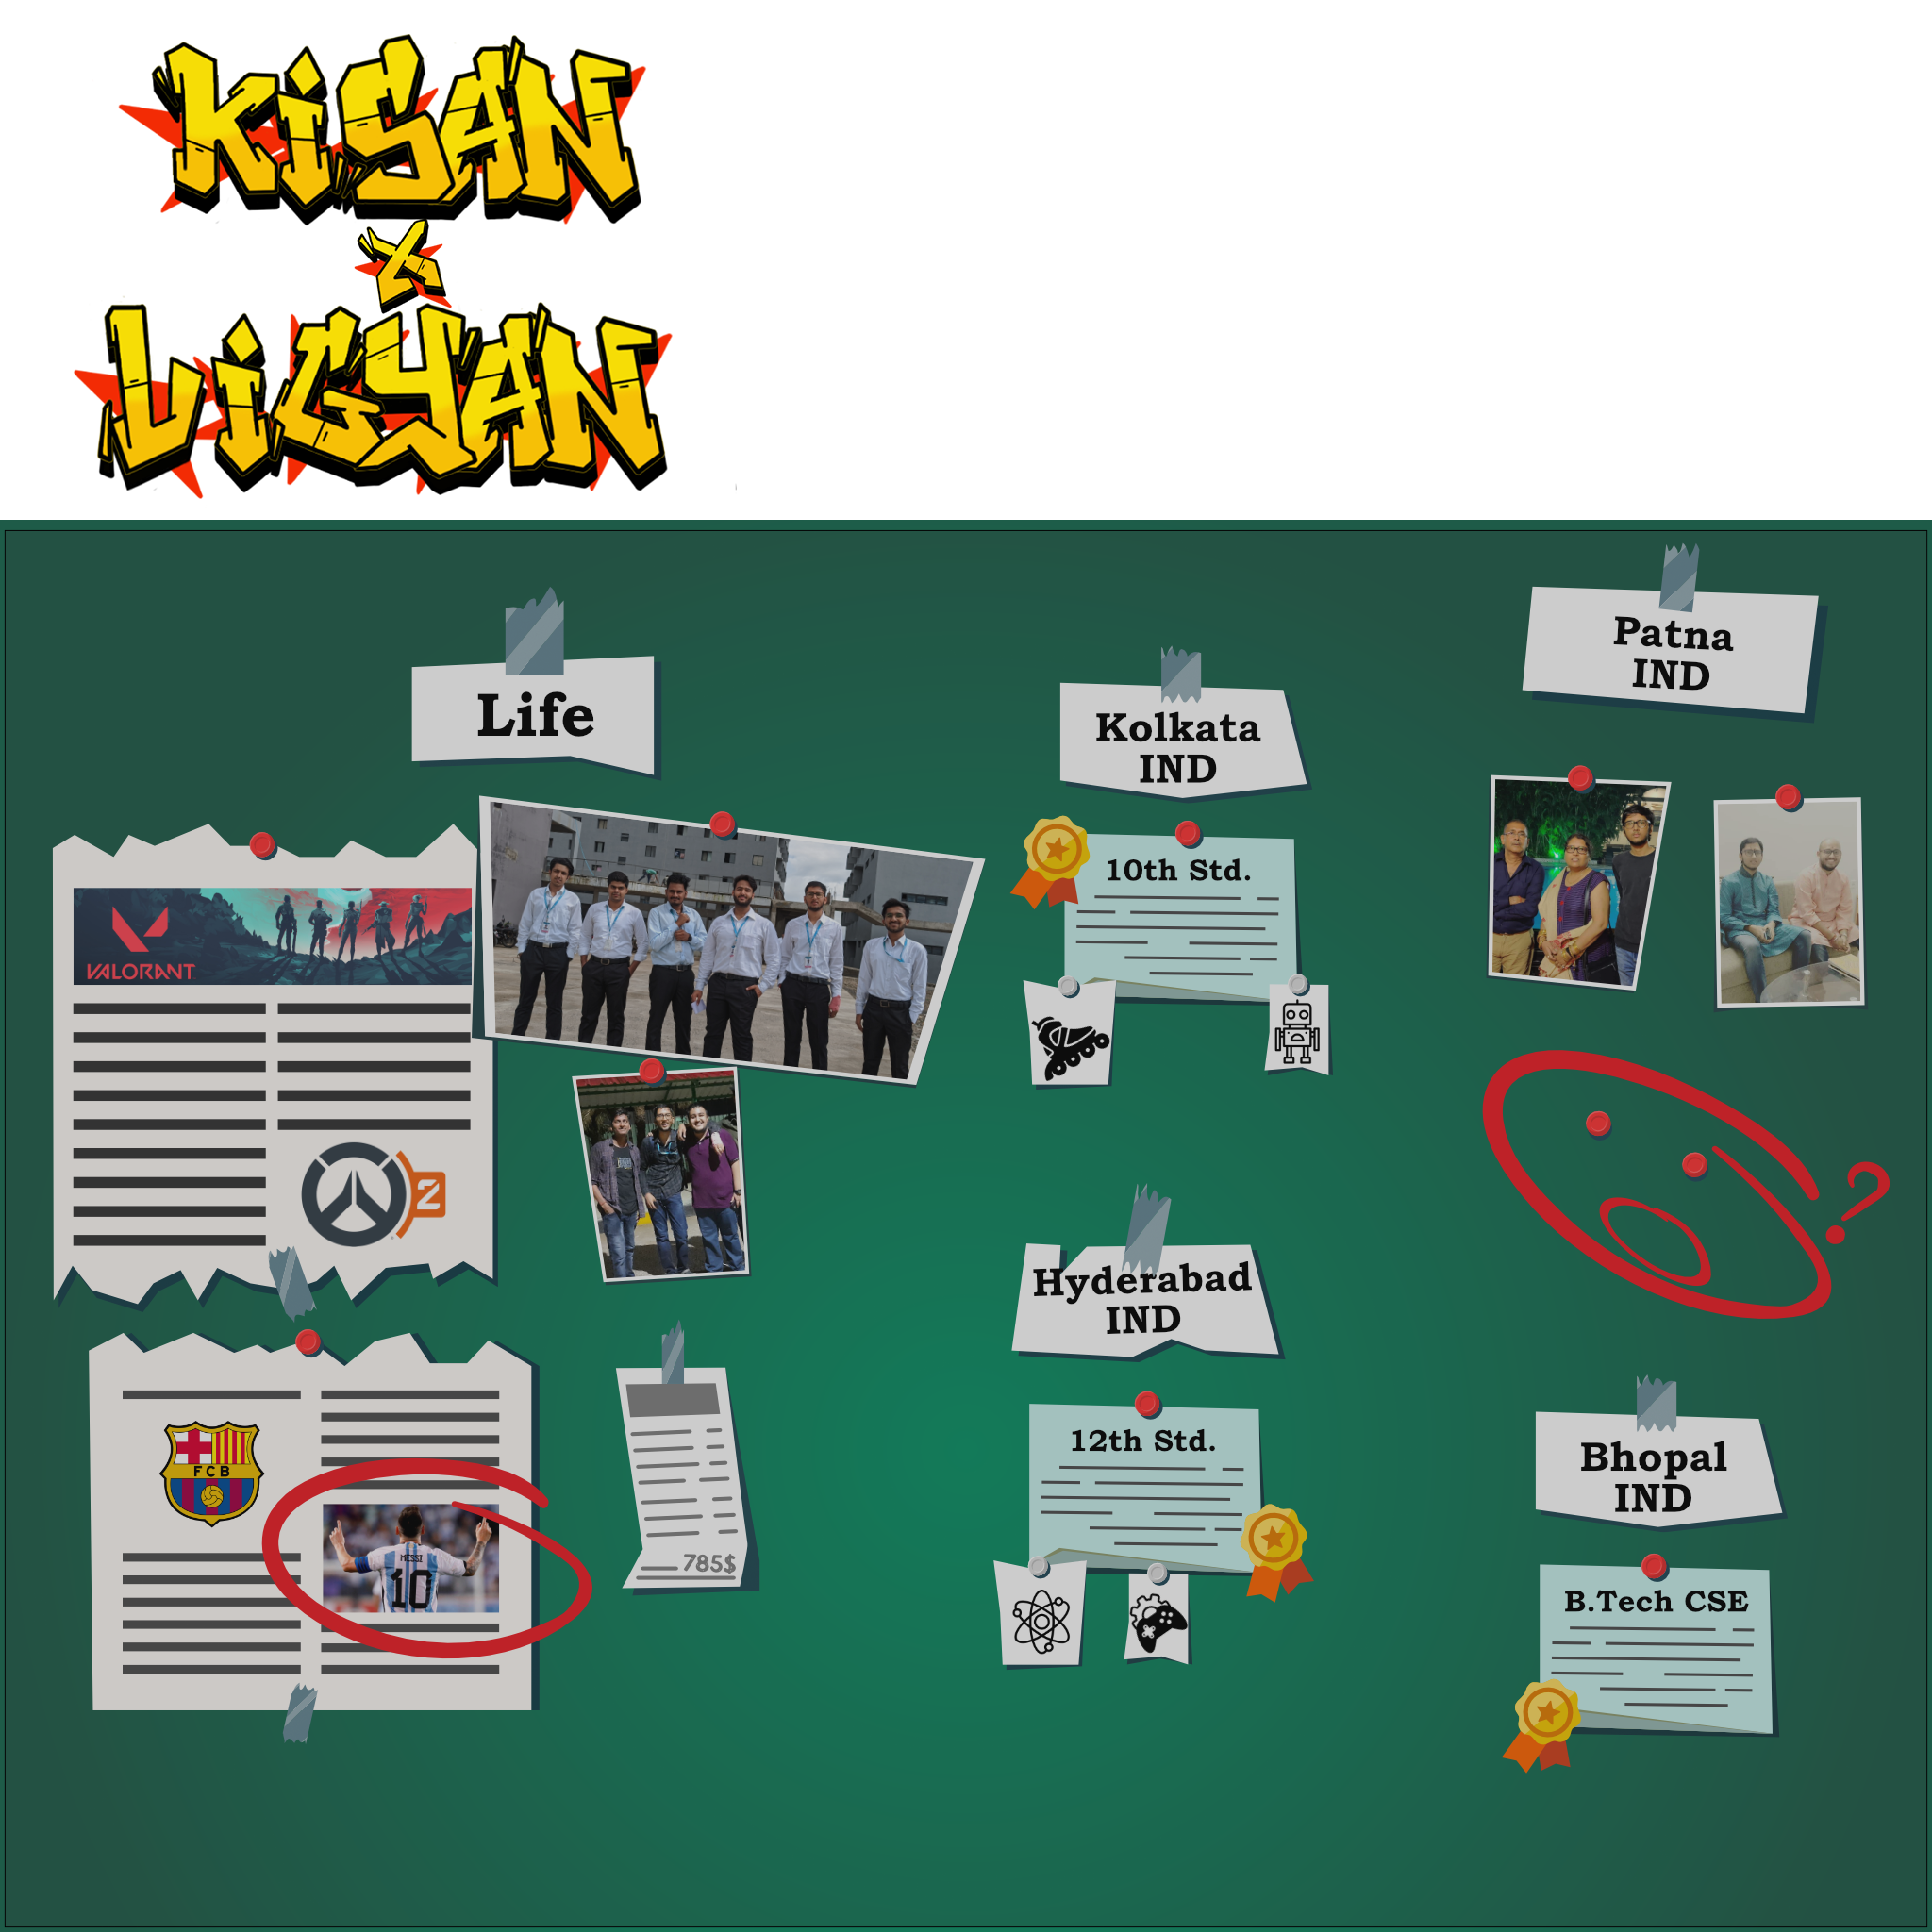 KiSAN
X
LiGYAN
Life
VALORANT
2
FCB
MESSI
10
785$
Kolkata
IND
10th Std.
Hyderabad
IND
12th Std.
Patna
IND
?
Bhopal
IND
B.Tech CSE